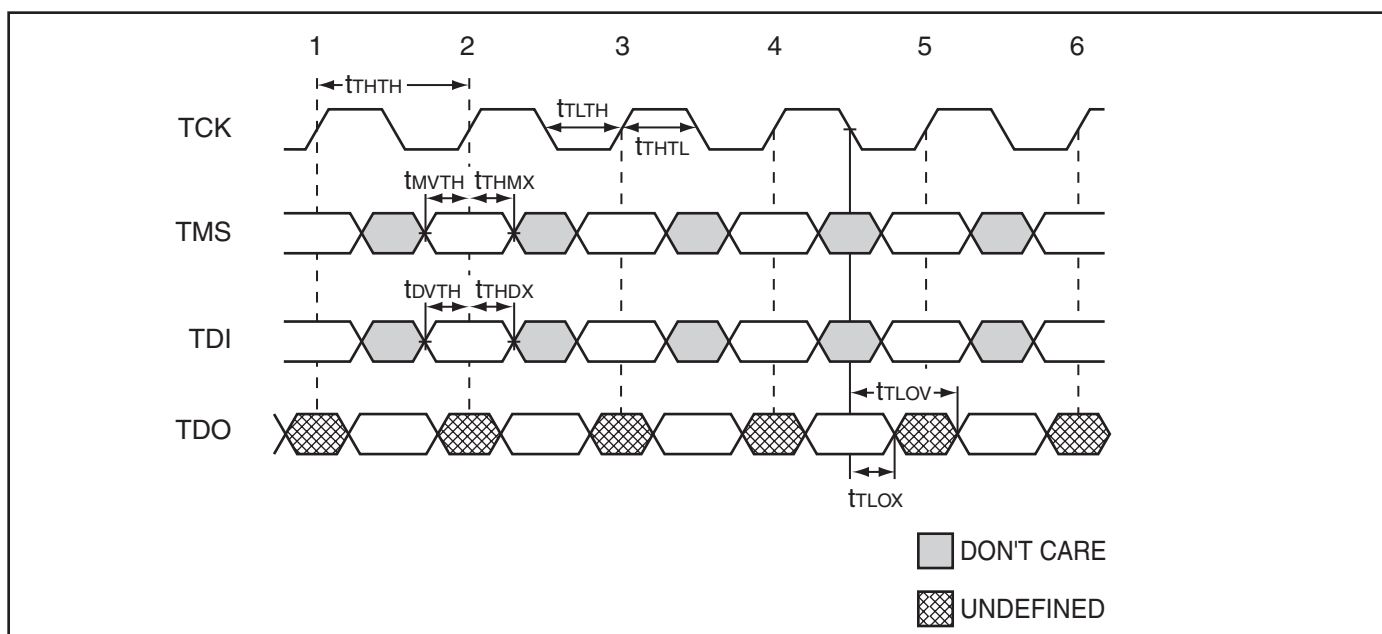 1 2 3 4 5 6
tTHTH
TCK
tTLTH
tTHTL
tMVTH tTHMX
TMS
tDVTH tTHDX
TDI
tTLOV
TDO
tTLOX
DON'T CARE
UNDEFINED